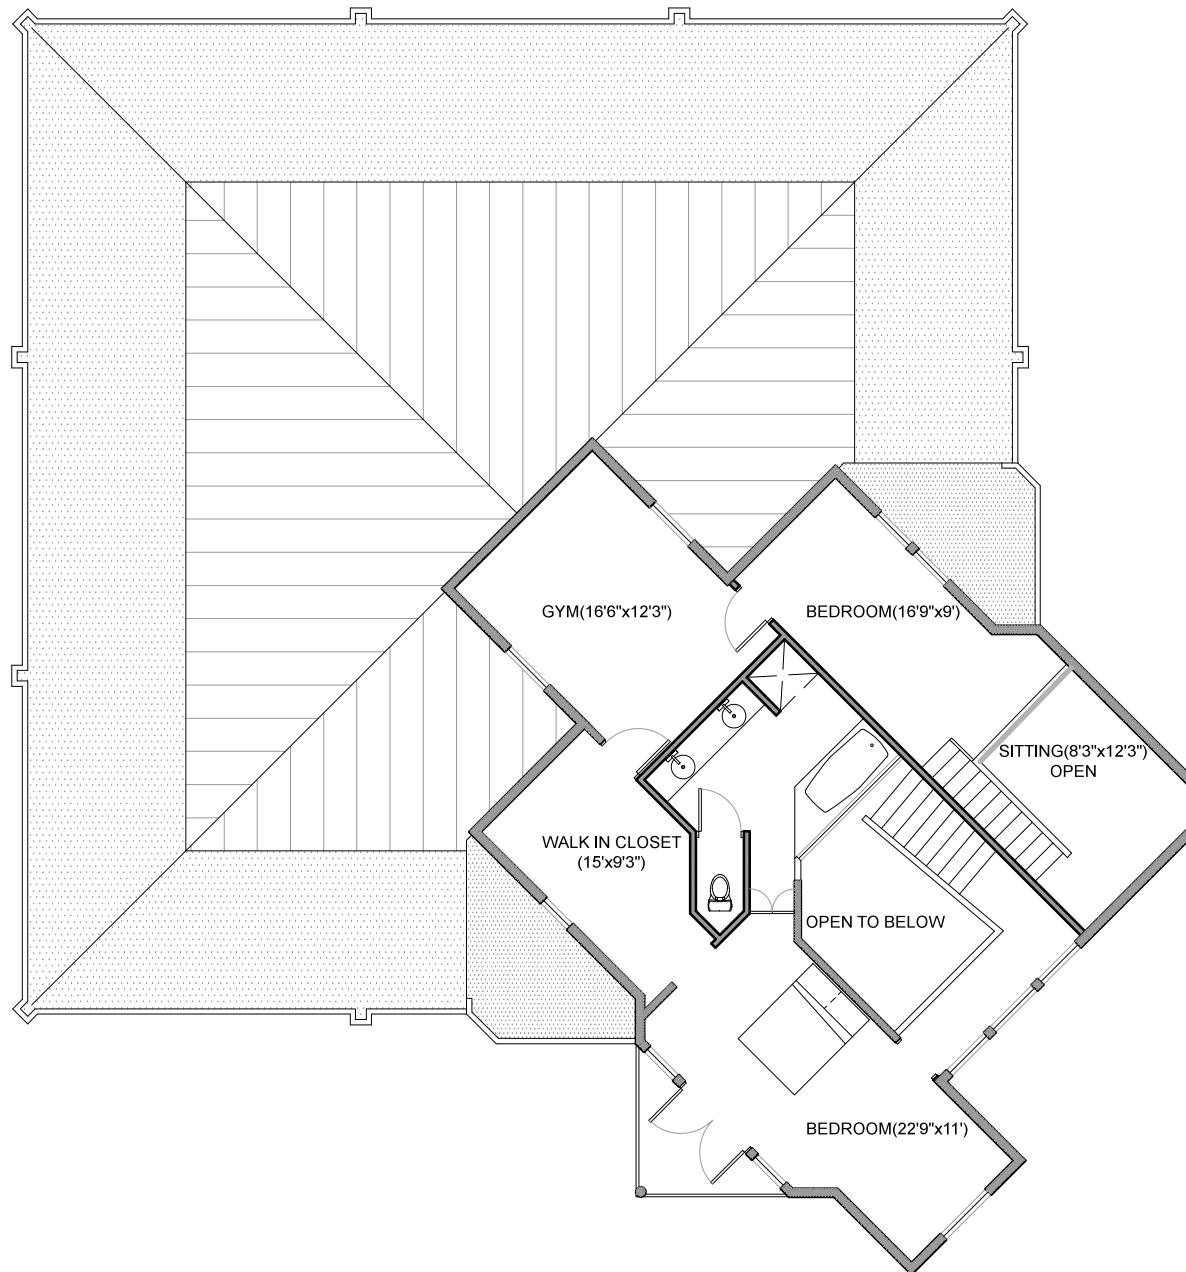 GYM(16'6"x12'3")
BEDROOM(16'9"x9')
SITTING(8'3"x12'3")
OPEN
WALK IN CLOSET
(15'x9'3")
OPEN TO BELOW
BEDROOM(22'9"x11')